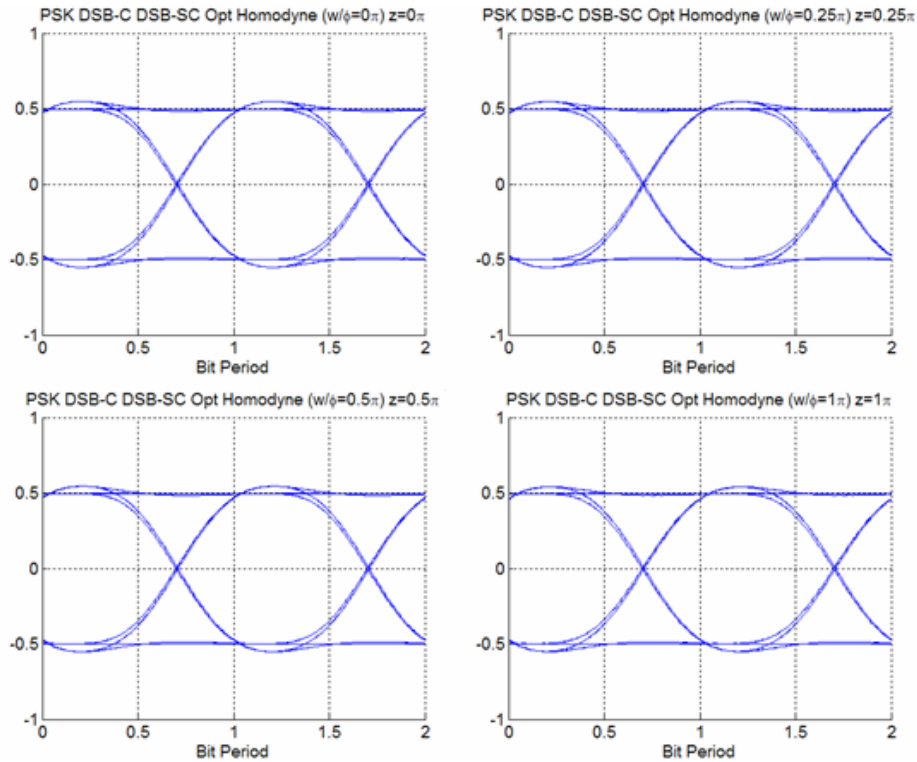 PSK DSB-C DSB-SC Opt Homodyne (w/ϕ=0π) z=0π
1
0.5
0
-0.5
-1
0 0.5 1 1.5 2
Bit Period
PSK DSB-C DSB-SC Opt Homodyne (w/ϕ=0.25π) z=0.25π
1
0.5
0
-0.5
-1
0 0.5 1 1.5 2
Bit Period
PSK DSB-C DSB-SC Opt Homodyne (w/ϕ=0.5π) z=0.5π
1
0.5
0
-0.5
-1
0 0.5 1 1.5 2
Bit Period
PSK DSB-C DSB-SC Opt Homodyne (w/ϕ=1π) z=1π
1
0.5
0
-0.5
-1
0 0.5 1 1.5 2
Bit Period